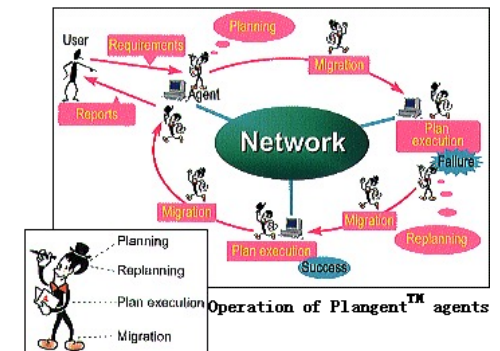 Planning
User
Requirements
Migration
Agent
Reports
Network
Plan
execution
Failure
Migration
Migration
Replanning
Plan execution
Success
Planning
Replanning
Plan execution
Migration
Operation of Plangent™ agents